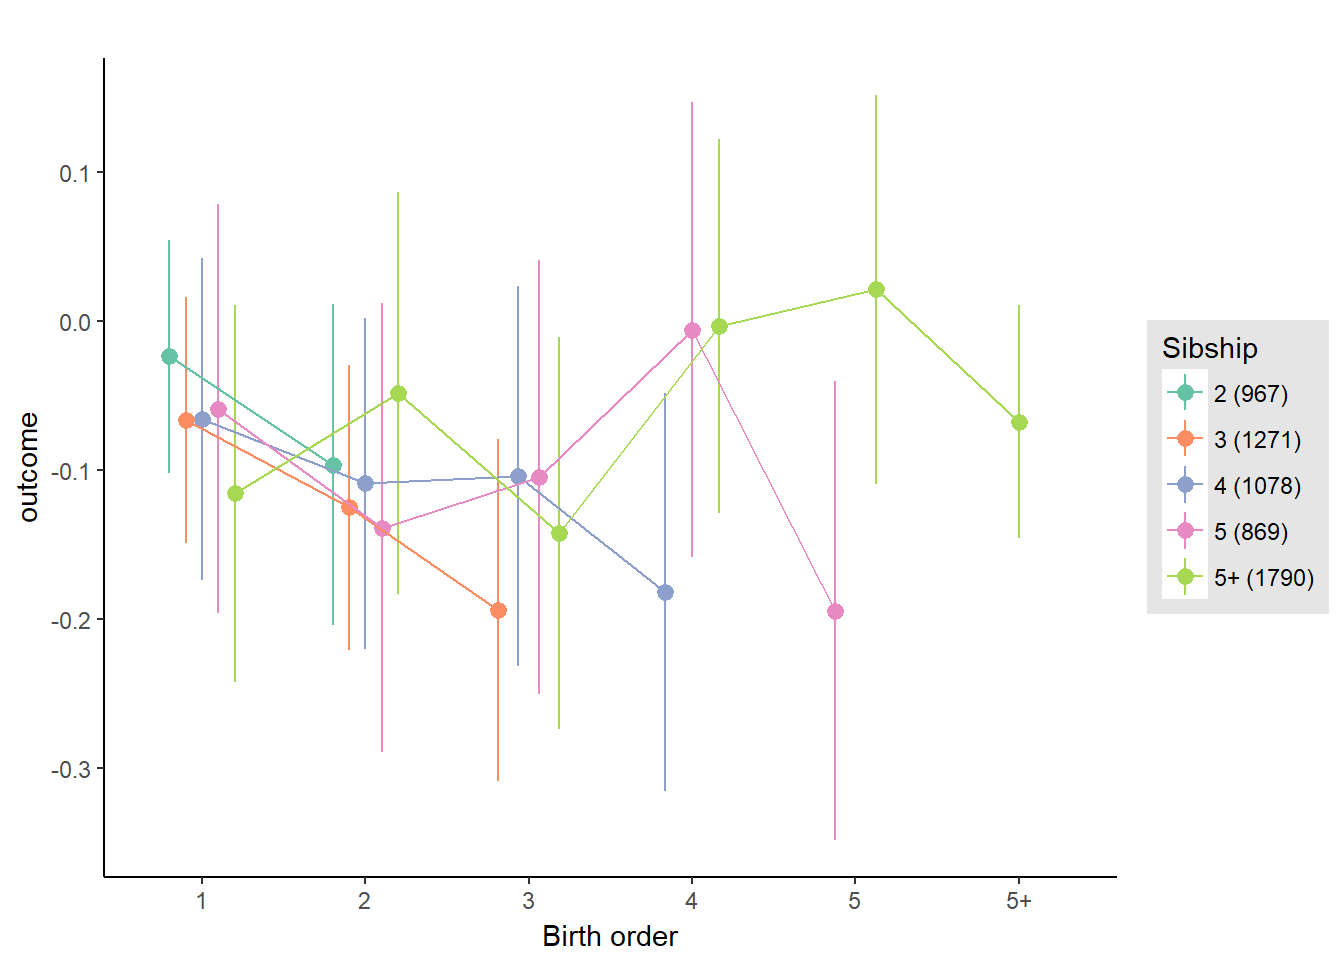 0.1
0.0
-0.1
-0.2
-0.3
outcome
1 2 3 4 5 5+
Birth order
Sibship
2 (967)
3 (1271)
4 (1078)
5 (869)
5+ (1790)